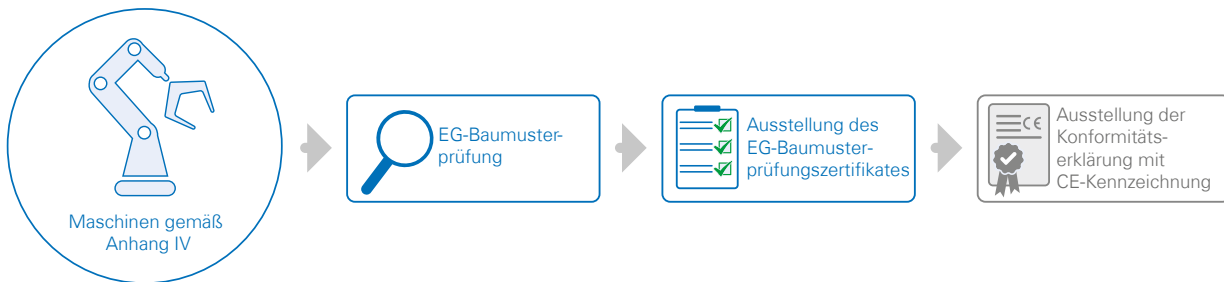 Maschinen gemäß
Anhang IV
EG-Baumuster-
prüfung
Ausstellung des
EG-Baumuster-
prüfungszertifikates
CE
Ausstellung der
Konformitäts-
erklärung mit
CE-Kennzeichnung